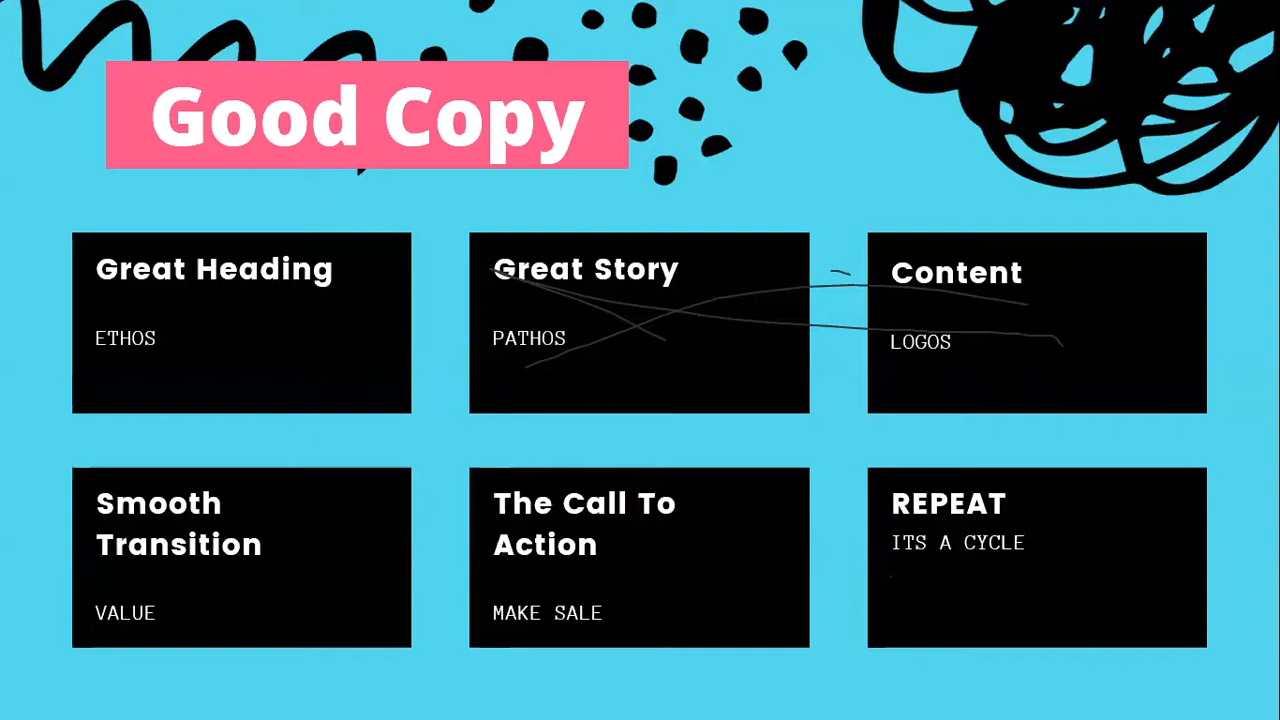 Good Copy
Great Heading
ETHOS
Great Story
PATHOS
Content
LOGOS
Smooth
Transition
VALUE
The Call To
Action
MAKE SALE
REPEAT
ITS A CYCLE